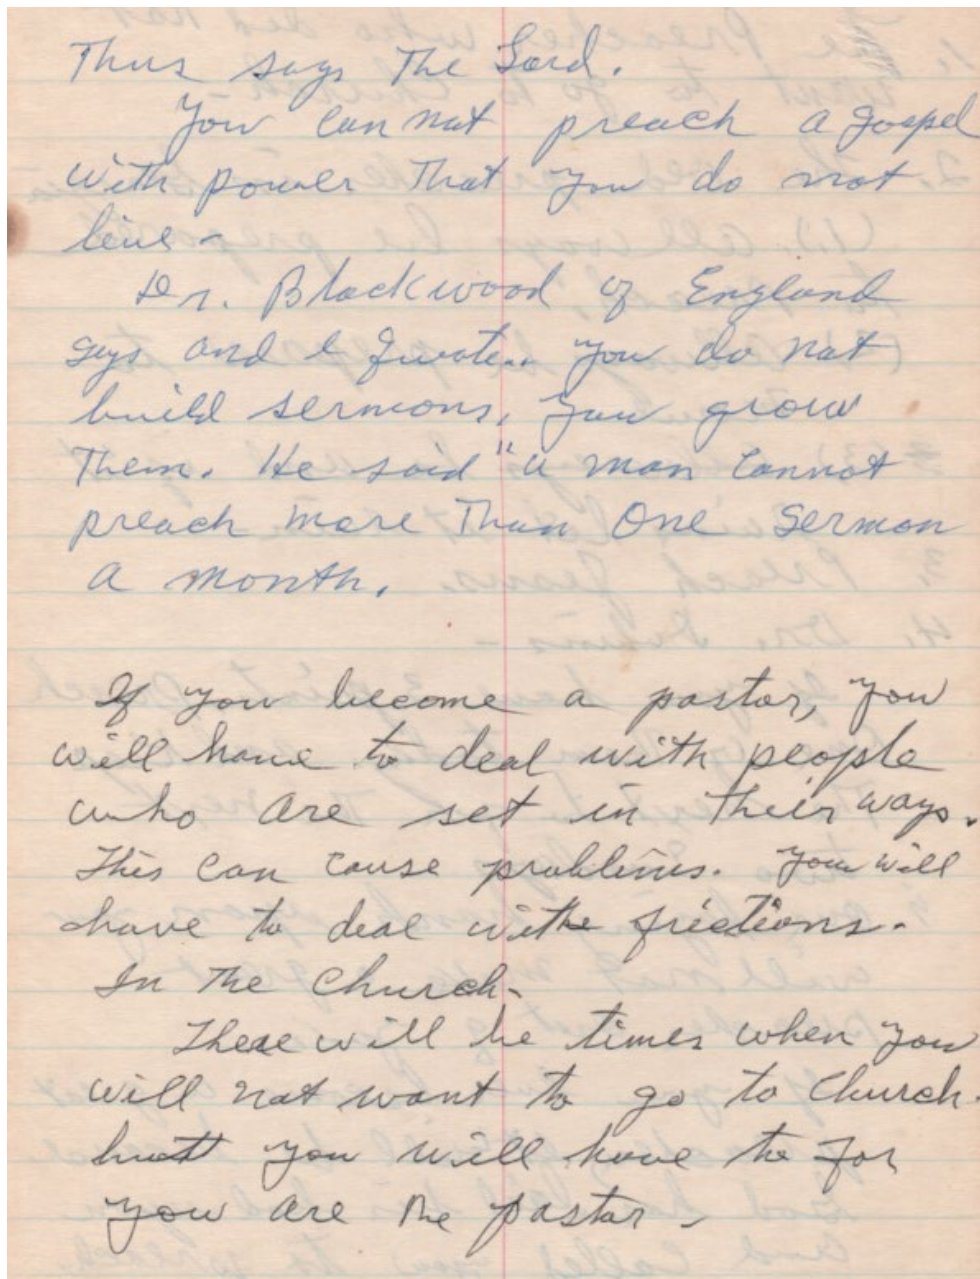 Thus says The Lord.
You can not preach a gospel
with power That you do not
live -
Dr. Blackwood of England
says and I Quote.. you do not
build sermons, you grow
Them. He said "a man cannot
preach more Than One Sermon
a month.
If you become a pastor, you
will have to deal with people
who are set in their ways.
This can cause problems. You will
have to deal with frictions.
In The Church -
There will be times when you
will not want to go to Church.
but you will have to for
you are the pastor -